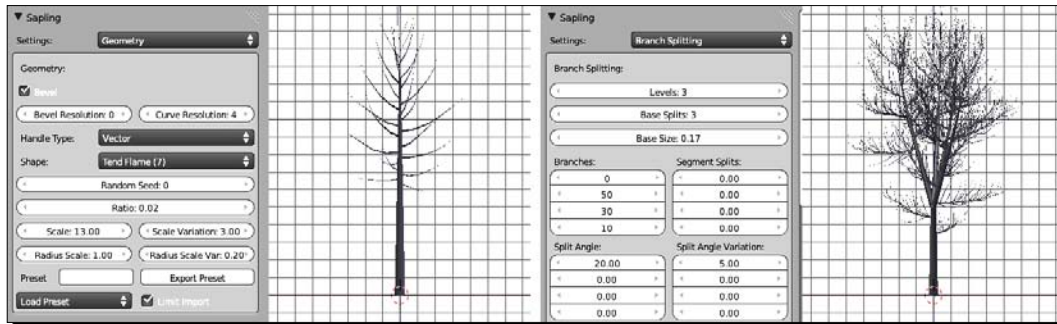 Sapling
Settings: Geometry
Geometry:
Bevel
Bevel Resolution: 0 Curve Resolution: 4
Handle Type: Vector
Shape: Tend Flame (7)
Random Seed: 0
Ratio: 0.02
Scale: 13.00 Scale Variation: 3.00
Radius Scale: 1.00 Radius Scale Var: 0.20
Preset Export Preset
Load Preset Limit Import
Sapling
Settings: Branch Splitting
Branch Splitting:
Levels: 3
Base Splits: 3
Base Size: 0.17
Branches: Segment Splits:
0 0.00
50 0.00
30 0.00
10 0.00
Split Angle: Split Angle Variation:
20.00 5.00
0.00 0.00
0.00 0.00
0.00 0.00